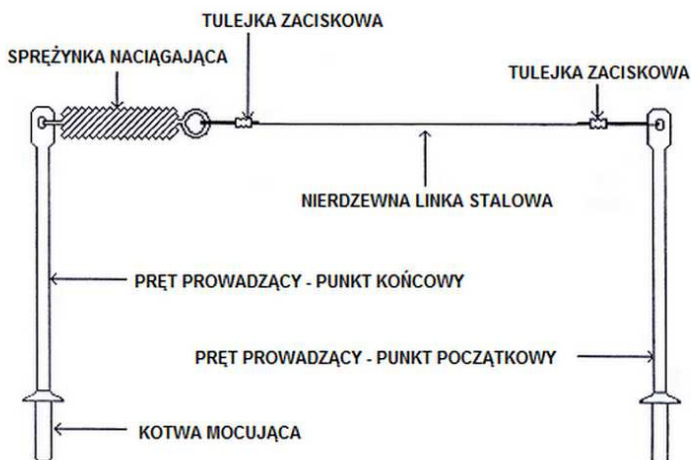 TULEJKA ZACISKOWA
SPRĘŻYNKA NACIĄGAJĄCA
TULEJKA ZACISKOWA
NIERDZEWNA LINKA STALOWA
PRĘT PROWADZĄCY - PUNKT KOŃCOWY
PRĘT PROWADZĄCY - PUNKT POCZĄTKOWY
KOTWA MOCUJĄCA